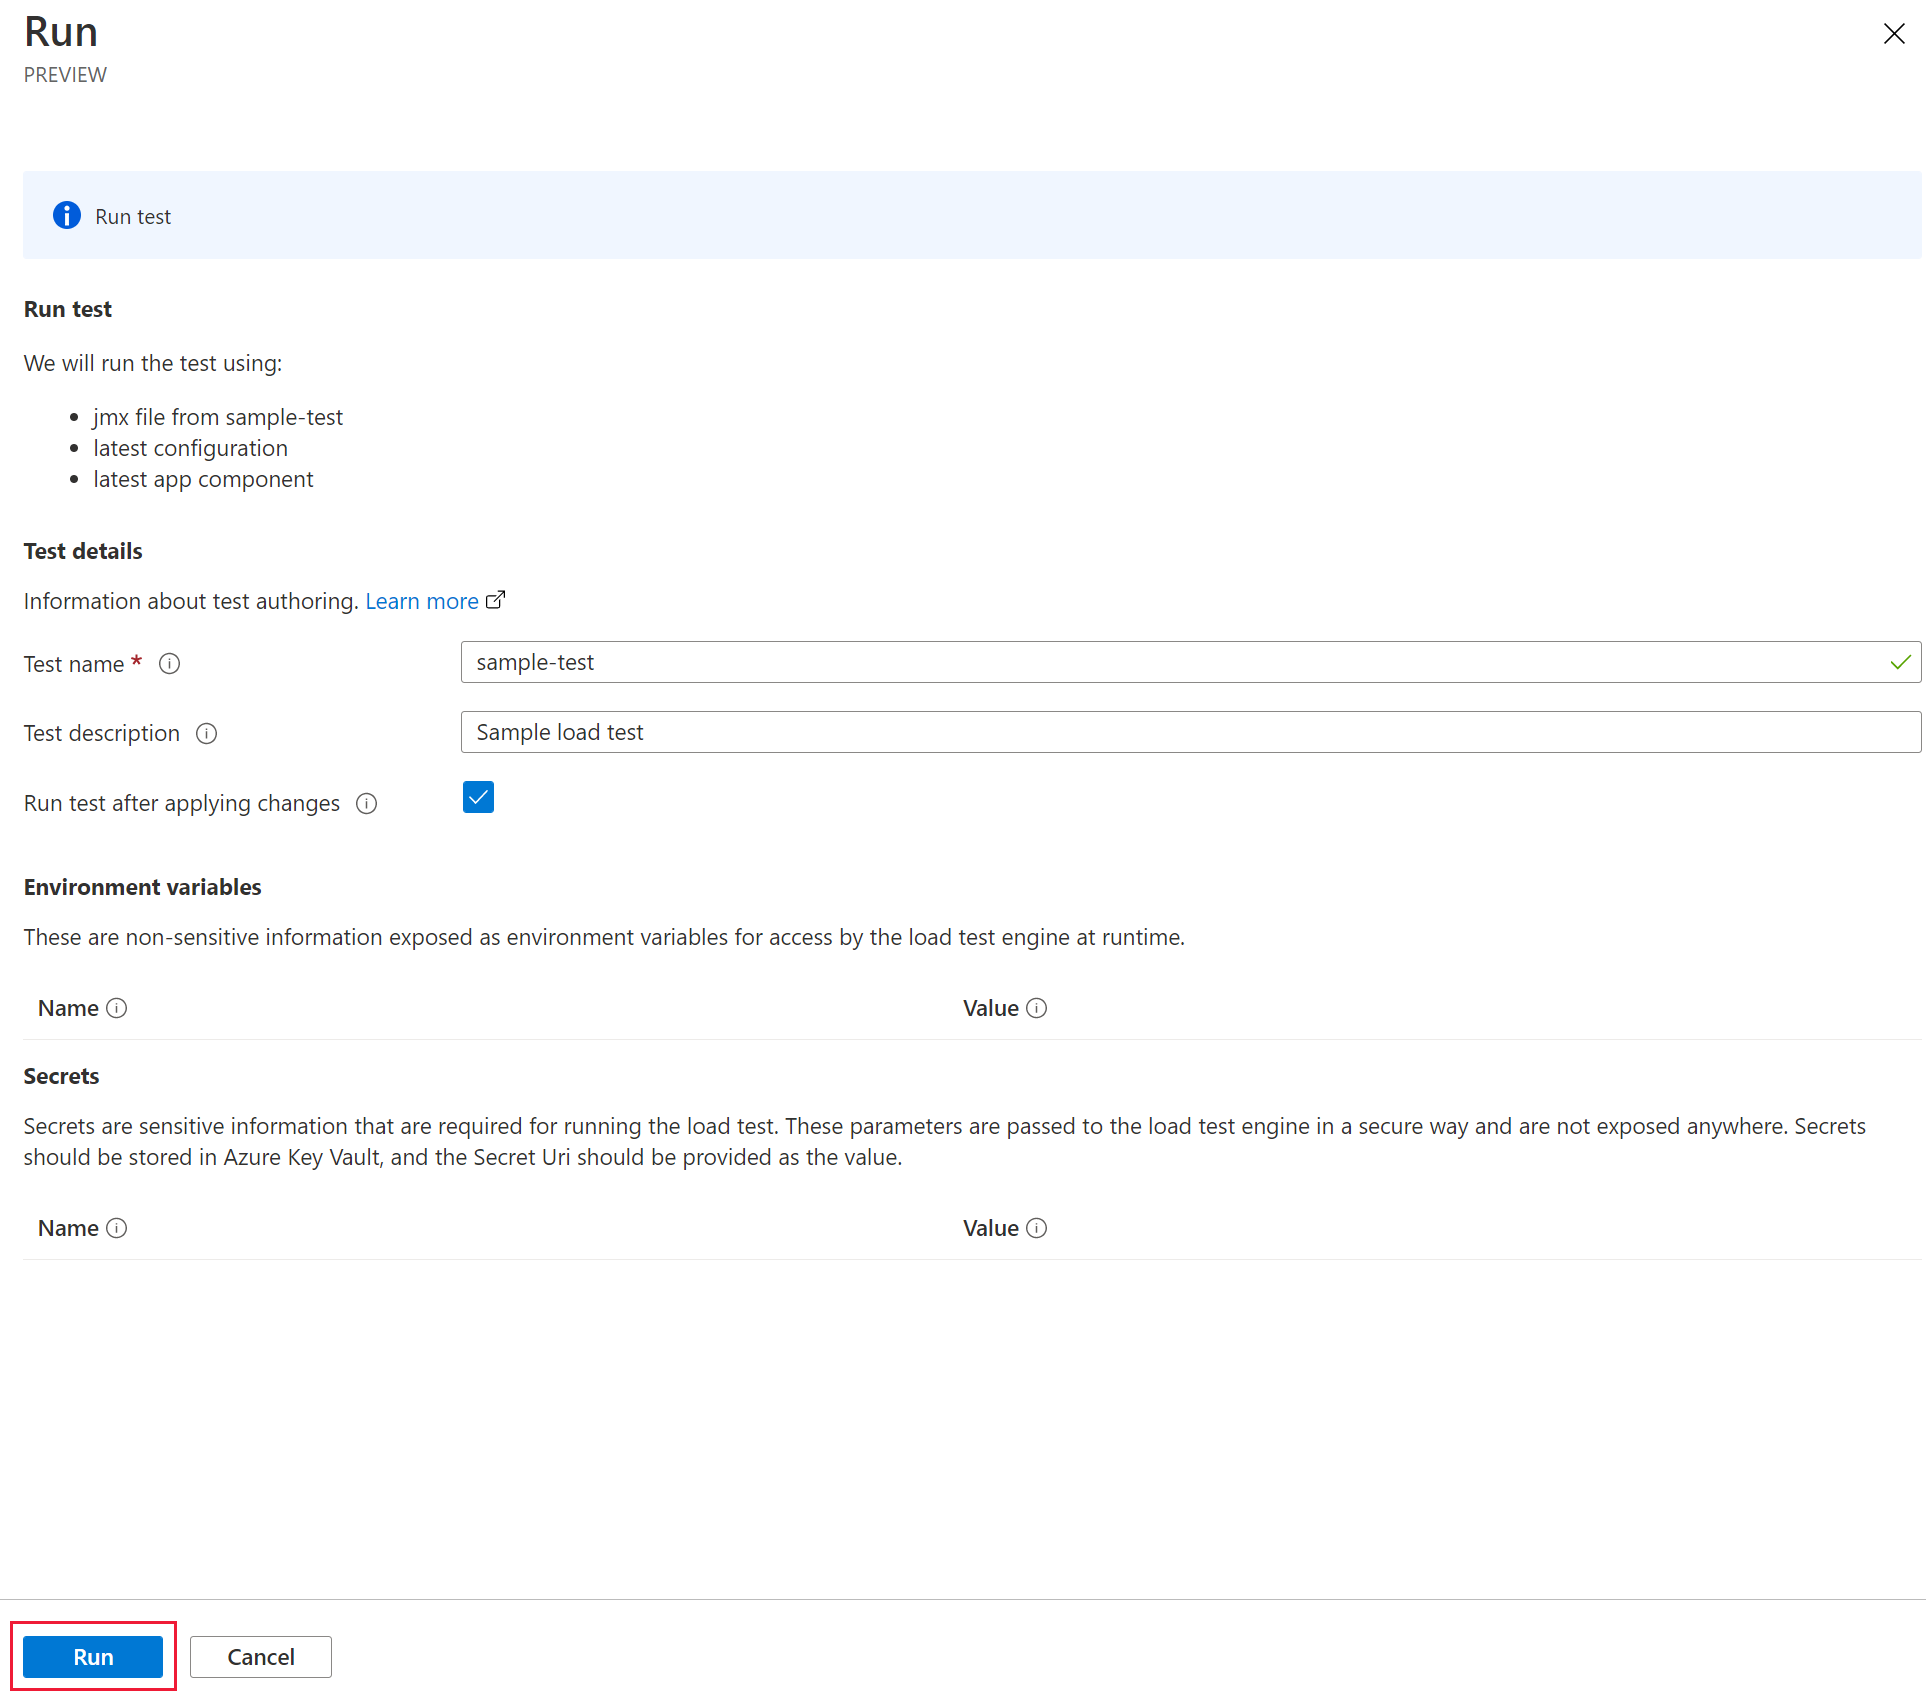 Run
PREVIEW
Run test
Run test
We will run the test using:
jmx file from sample-test
latest configuration
latest app component
Test details
Information about test authoring. Learn more
Test name *
sample-test
Test description
Sample load test
Run test after applying changes
Environment variables
These are non-sensitive information exposed as environment variables for access by the load test engine at runtime.
Name
Value
Secrets
Secrets are sensitive information that are required for running the load test. These parameters are passed to the load test engine in a secure way and are not exposed anywhere. Secrets
should be stored in Azure Key Vault, and the Secret Uri should be provided as the value.
Name
Value
Run
Cancel